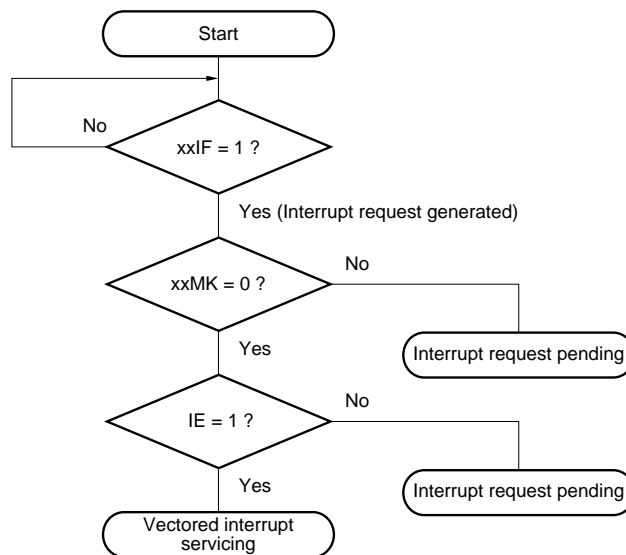 Start
No
xxIF = 1 ?
Yes (Interrupt request generated)
No
xxMK = 0 ?
Yes
Interrupt request pending
No
IE = 1 ?
Yes
Interrupt request pending
Vectored interrupt
servicing